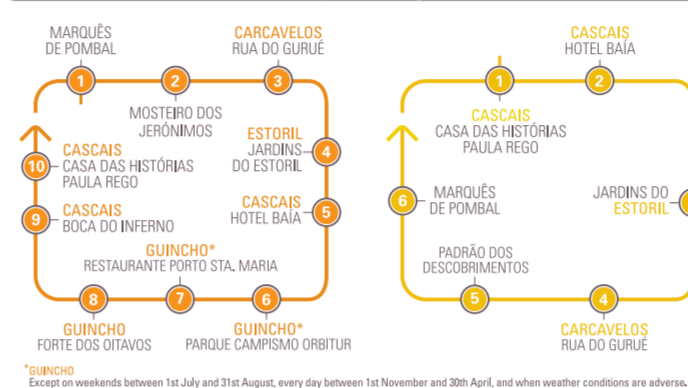 MARQUÊS
DE POMBAL
1
2
MOSTEIRO DOS
JERÓNIMOS
CARCAVELOS
RUA DO GURUÉ
3
ESTORIL
JARDINS
DO ESTORIL
4
CASCAIS
HOTEL BAÍA
5
GUINCHO*
PARQUE CAMPISMO ORBITUR
6
GUINCHO*
RESTAURANTE PORTO STA. MARIA
7
8
GUINCHO
FORTE DOS OITAVOS
9
CASCAIS
BOCA DO INFERNO
10
CASCAIS
CASA DAS HISTÓRIAS
PAULA REGO
1
CASCAIS
CASA DAS HISTÓRIAS
PAULA REGO
CASCAIS
HOTEL BAÍA
2
JARDINS DO
ESTORIL
4
CARCAVELOS
RUA DO GURUÉ
PADRÃO DOS
DESCOBRIMENTOS
5
6
MARQUÊS
DE POMBAL
*GUINCHO
Except on weekends between 1st July and 31st August, every day between 1st November and 30th April, and when weather conditions are adverse.